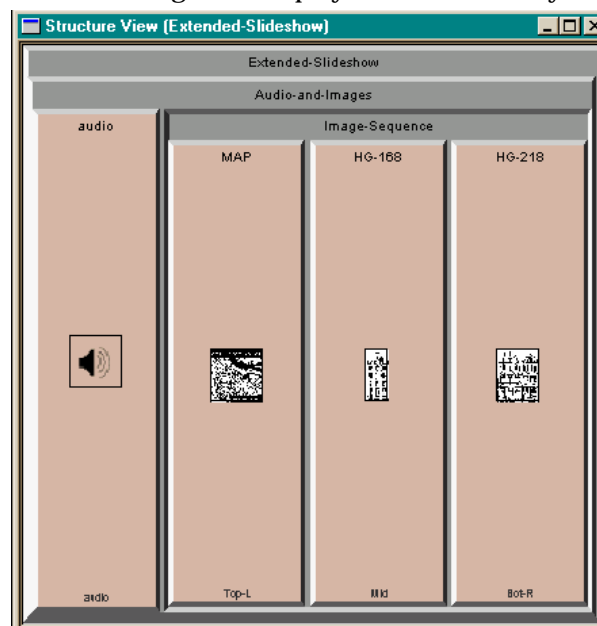 Structure View (Extended-Slideshow)
Extended-Slideshow
Audio-and-Images
audio
Image-Sequence
MAP
HG-168
HG-218
audio
Top-L
Mid
Bot-R